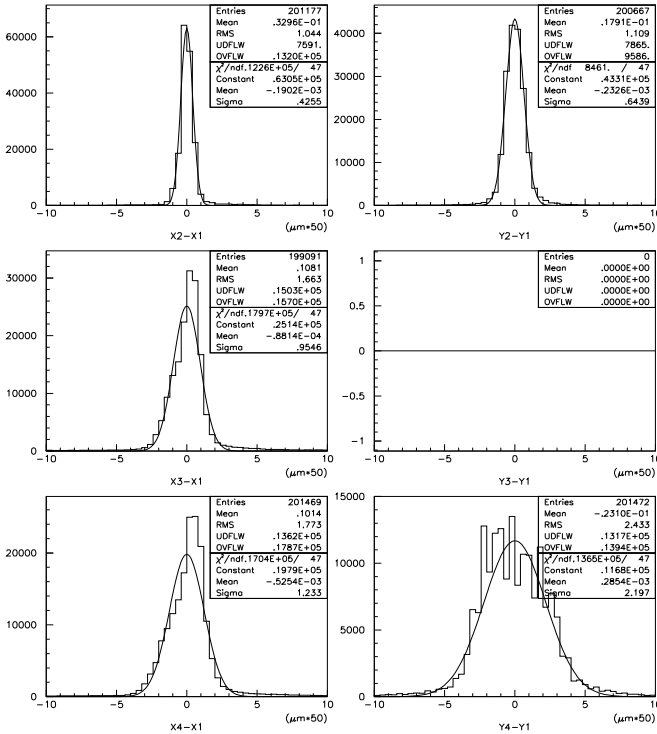 Entries 201177
Mean .3296E-01
RMS 1.044
UDFLW 7591.
OVFLW .1320E+05
χ²/ndf.1226E+05/ 47
Constant .6305E+05
Mean -.1902E-03
Sigma .4255
60000
40000
20000
0
-10 -5 0 5 10
(μm*50)
X2-X1
Entries 200667
Mean .1791E-01
RMS 1.109
UDFLW 7865.
OVFLW 9586.
χ²/ndf 8461. / 47
Constant .4331E+05
Mean -.2326E-03
Sigma .6439
40000
30000
20000
10000
0
-10 -5 0 5 10
(μm*50)
Y2-Y1
Entries 199091
Mean .1081
RMS 1.663
UDFLW .1503E+05
OVFLW .1570E+05
χ²/ndf.1797E+05/ 47
Constant .2514E+05
Mean -.8814E-04
Sigma .9546
30000
20000
10000
0
-10 -5 0 5 10
(μm*50)
X3-X1
Entries 0
Mean .0000E+00
RMS .0000E+00
UDFLW .0000E+00
OVFLW .0000E+00
1
0.5
0
-0.5
-1
-10 -5 0 5 10
(μm*50)
Y3-Y1
Entries 201469
Mean .1014
RMS 1.773
UDFLW .1362E+05
OVFLW .1787E+05
χ²/ndf.1704E+05/ 47
Constant .1979E+05
Mean -.5254E-03
Sigma 1.233
20000
10000
0
-10 -5 0 5 10
(μm*50)
X4-X1
Entries 201472
Mean -.2310E-01
RMS 2.433
UDFLW .1317E+05
OVFLW .1394E+05
χ²/ndf.1365E+05/ 47
Constant .1168E+05
Mean .2854E-03
Sigma 2.197
15000
10000
5000
0
-10 -5 0 5 10
(μm*50)
Y4-Y1